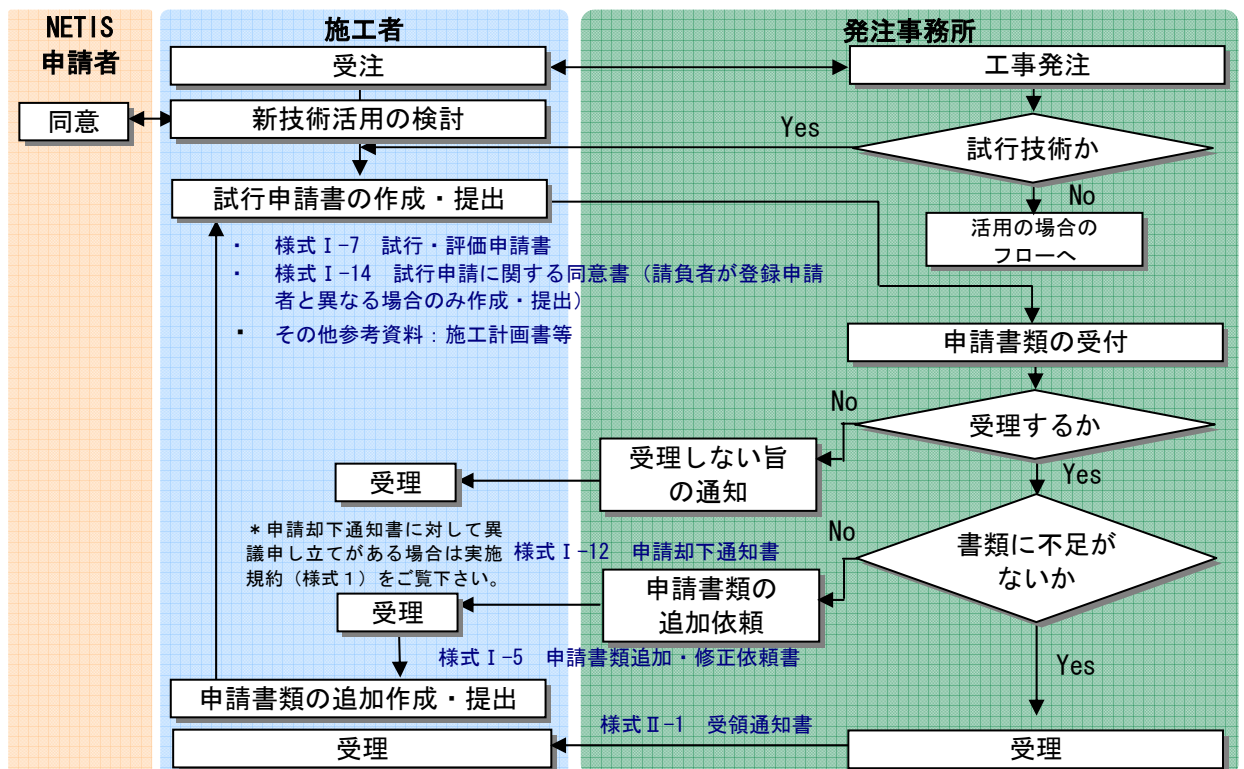 NETIS
申請者
施工者
発注事務所
受注
工事発注
同意
新技術活用の検討
Yes
試行技術か
試行申請書の作成・提出
No
活用の場合の
フローへ
・ 様式Ⅰ-7 試行・評価申請書
・ 様式Ⅰ-14 試行申請に関する同意書(請負者が登録申請
者と異なる場合のみ作成・提出)
・ その他参考資料:施工計画書等
申請書類の受付
No
受理するか
受理しない旨
の通知
Yes
受理
*申請却下通知書に対して異
議申し立てがある場合は実施
規約(様式1)をご覧下さい。
様式Ⅰ-12 申請却下通知書
No
書類に不足が
ないか
申請書類の
追加依頼
受理
様式Ⅰ-5 申請書類追加・修正依頼書
Yes
申請書類の追加作成・提出
様式Ⅱ-1 受領通知書
受理
受理